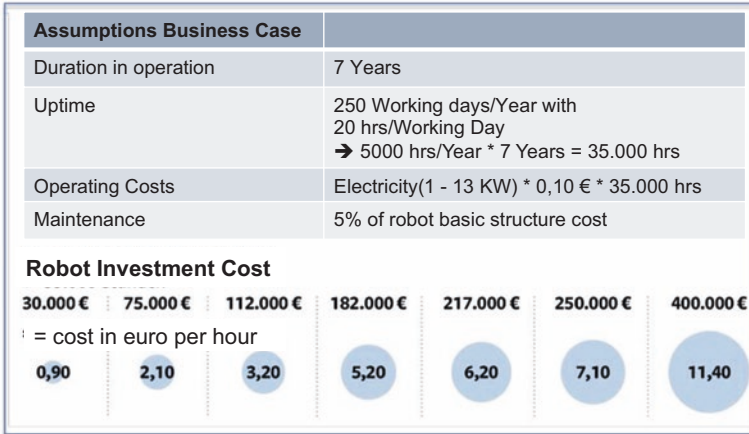 Assumptions Business Case
Duration in operation 7 Years
Uptime 250 Working days/Year with
20 hrs/Working Day
➔ 5000 hrs/Year * 7 Years = 35.000 hrs
Operating Costs Electricity(1 - 13 KW) * 0,10 € * 35.000 hrs
Maintenance 5% of robot basic structure cost
Robot Investment Cost
30.000 € 75.000 € 112.000 € 182.000 € 217.000 € 250.000 € 400.000 €
= cost in euro per hour
0,90 2,10 3,20 5,20 6,20 7,10 11,40